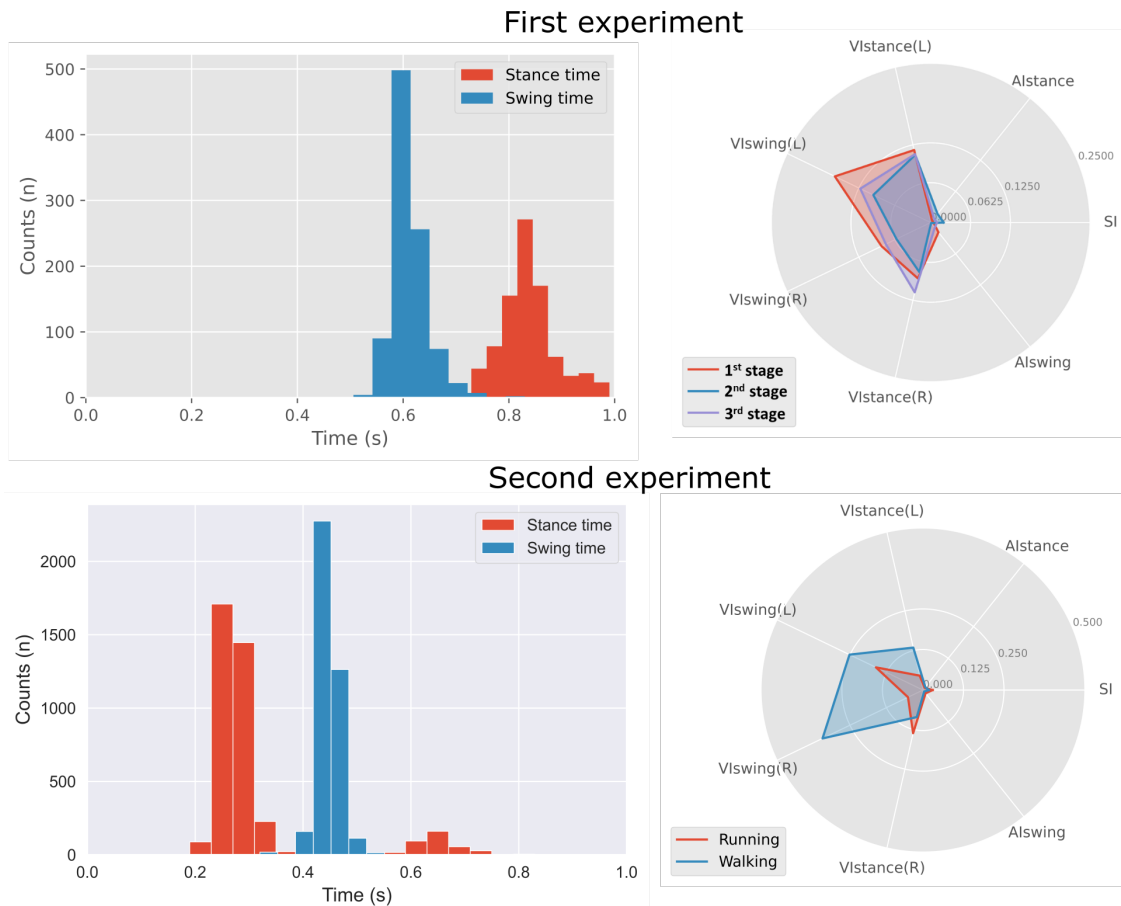 First experiment
500
400
300
200
100
0
Counts (n)
0.0
0.2
0.4
0.6
0.8
1.0
Time (s)
Stance time
Swing time
VIstance(L)
AIstance
VIswing(L)
SI
VIswing(R)
VIstance(R)
AIswing
0.0000
0.0625
0.1250
0.2500
1st stage
2nd stage
3rd stage
Second experiment
2000
1500
1000
500
0
Counts (n)
0.0
0.2
0.4
0.6
0.8
1.0
Time (s)
Stance time
Swing time
VIstance(L)
AIstance
VIswing(L)
SI
VIswing(R)
VIstance(R)
AIswing
0.000
0.125
0.250
0.500
Running
Walking